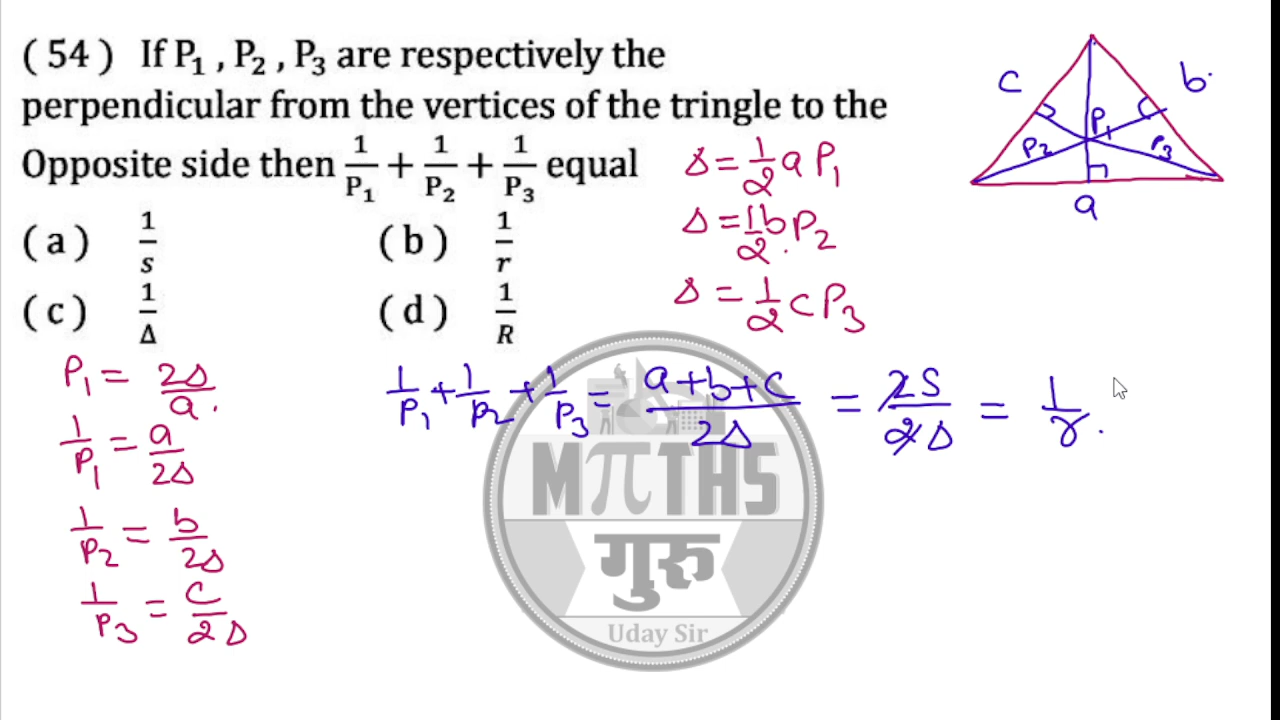 ( 54 ) If P₁ , P₂ , P₃ are respectively the
perpendicular from the vertices of the tringle to the
Opposite side then 1/P₁ + 1/P₂ + 1/P₃ equal
( a ) 1/s ( b ) 1/r
( c ) 1/Δ ( d ) 1/R
c b
P₁
P₂ P₃
a
Δ = 1/2 a P₁
Δ = 1/2 b P₂
Δ = 1/2 c P₃
P₁ = 2Δ/a
1/P₁ = a/2Δ
1/P₂ = b/2Δ
1/P₃ = c/2Δ
1/P₁ + 1/P₂ + 1/P₃ = a+b+c/2Δ = 2S/2Δ = 1/r.
MπTHS
गुरु
Uday Sir